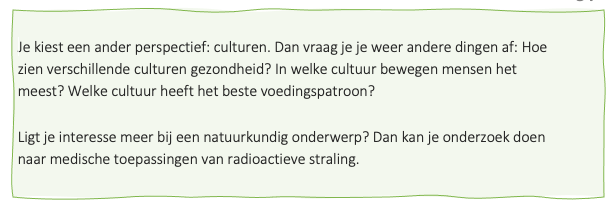 Je kiest een ander perspectief: culturen. Dan vraag je je weer andere dingen af: Hoe
zien verschillende culturen gezondheid? In welke cultuur bewegen mensen het
meest? Welke cultuur heeft het beste voedingspatroon?
Ligt je interesse meer bij een natuurkundig onderwerp? Dan kan je onderzoek doen
naar medische toepassingen van radioactieve straling.